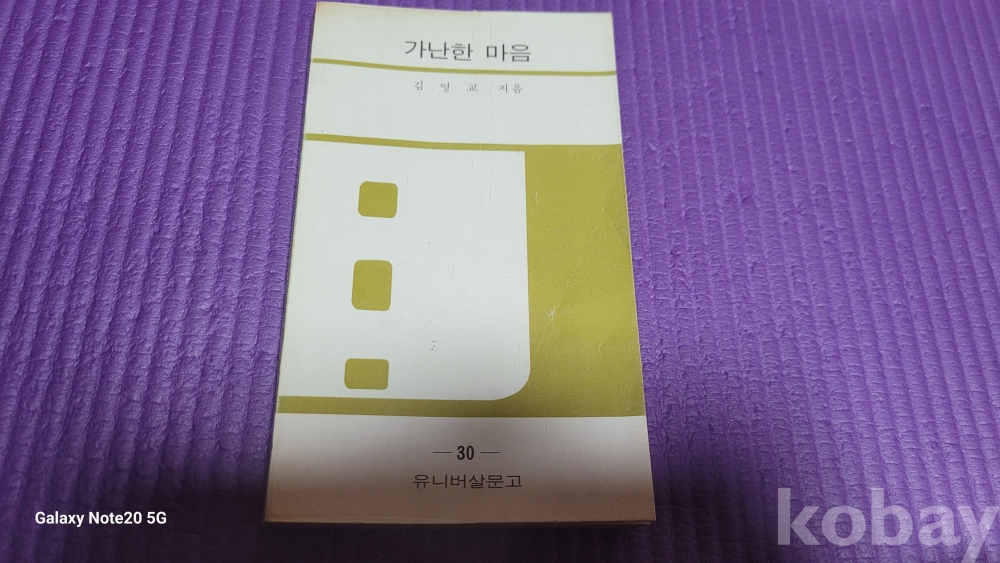 가난한 마음
김 영 교 지음
— 30 —
유니버살문고
Galaxy Note20 5G
kobay